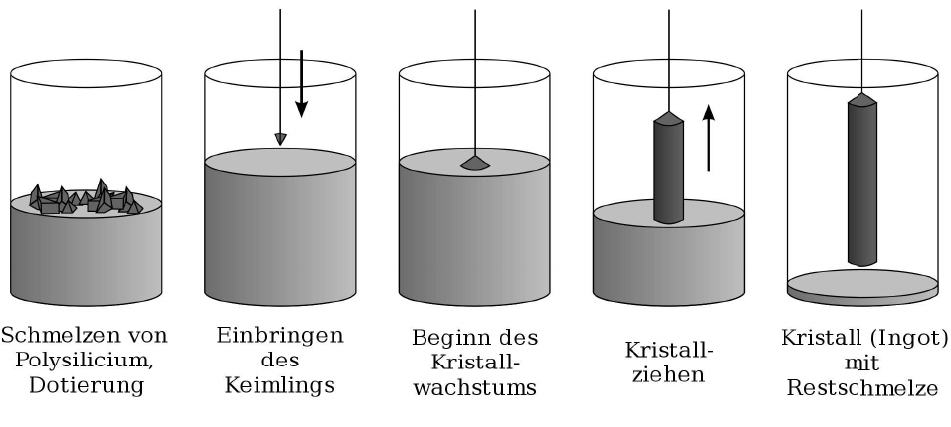 Schmelzen von
Polysilicium,
Dotierung
Einbringen
des
Keimlings
Beginn des
Kristall-
wachstums
Kristall-
ziehen
Kristall (Ingot)
mit
Restschmelze